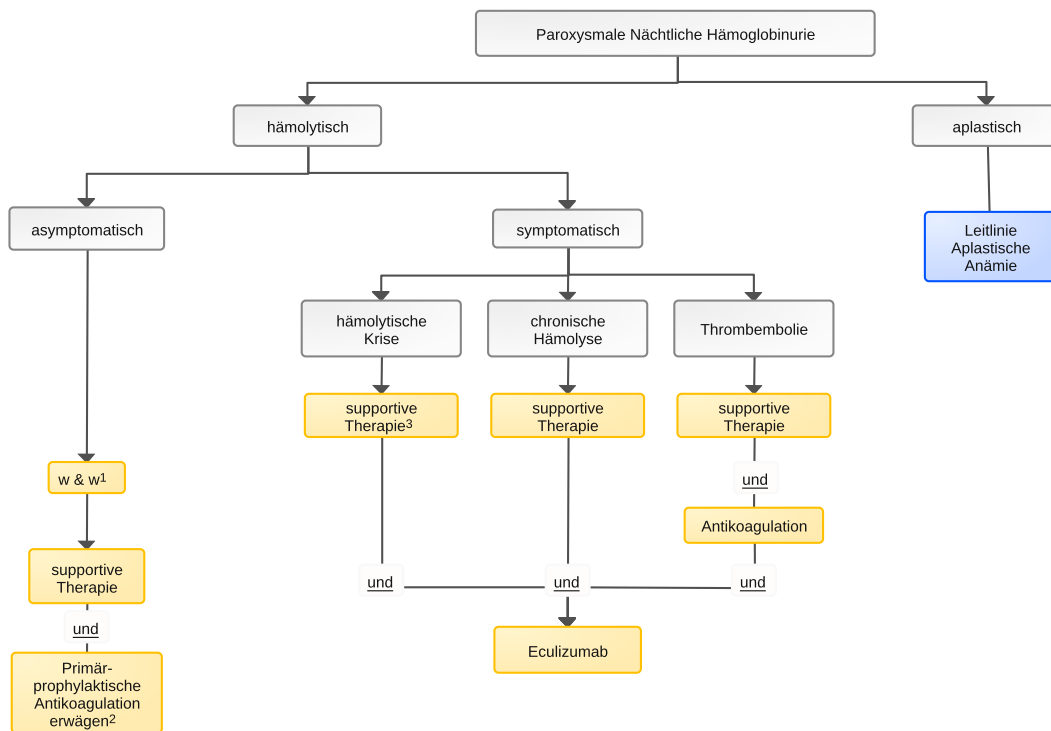 Paroxysmale Nächtliche Hämoglobinurie
hämolytisch
aplastisch
asymptomatisch
symptomatisch
Leitlinie
Aplastische
Anämie
hämolytische
Krise
chronische
Hämolyse
Thrombembolie
supportive
Therapie³
supportive
Therapie
supportive
Therapie
w & w¹
und
Antikoagulation
supportive
Therapie
und
und
und
und
Primär-
prophylaktische
Antikoagulation
erwägen²
Eculizumab